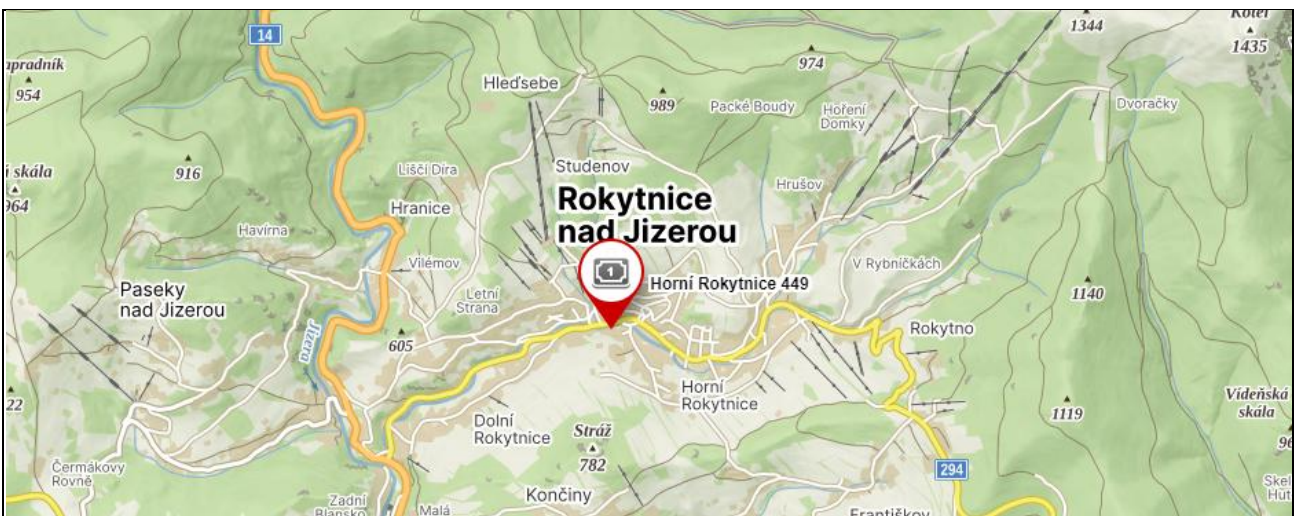 14
1344
Kotel
1435
apradník
954
974
Hleďsebe
989
Packé Boudy
Hoření
Domky
Dvoračky
í skála
964
916
Liščí Díra
Studenov
Hrušov
Hranice
Rokytnice
nad Jizerou
Havírna
Vilémov
V Rybníčkách
1
Horní Rokytnice 449
Paseky
nad Jizerou
Letní
Strana
1140
Jizera
605
Rokytno
Horní
Rokytnice
22
Vídeňská
skála
1119
Dolní
Rokytnice
Stráž
782
Čermákovy
Rovně
294
Zadní
Blansko
Malá
Končiny
Františkov